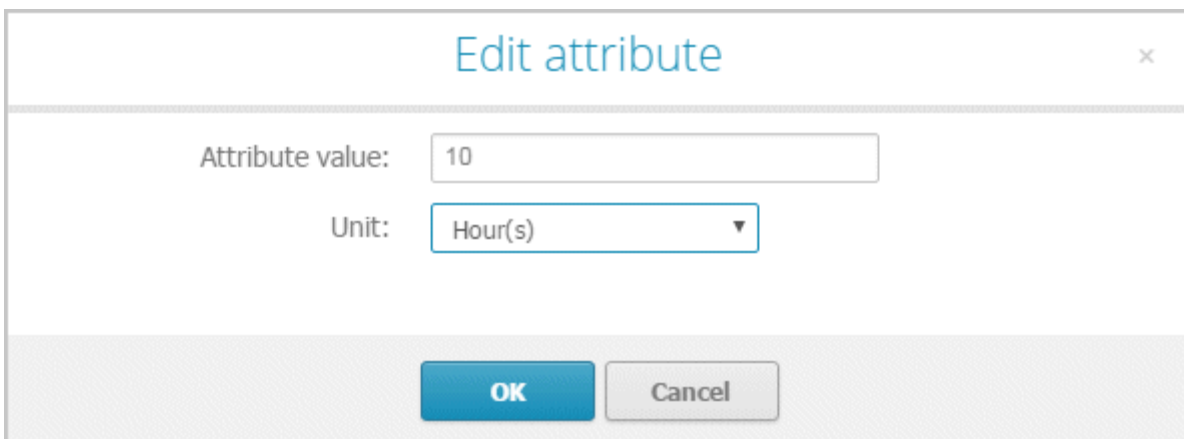 Edit attribute ×
Attribute value: 10
Unit: Hour(s) ▼
OK Cancel